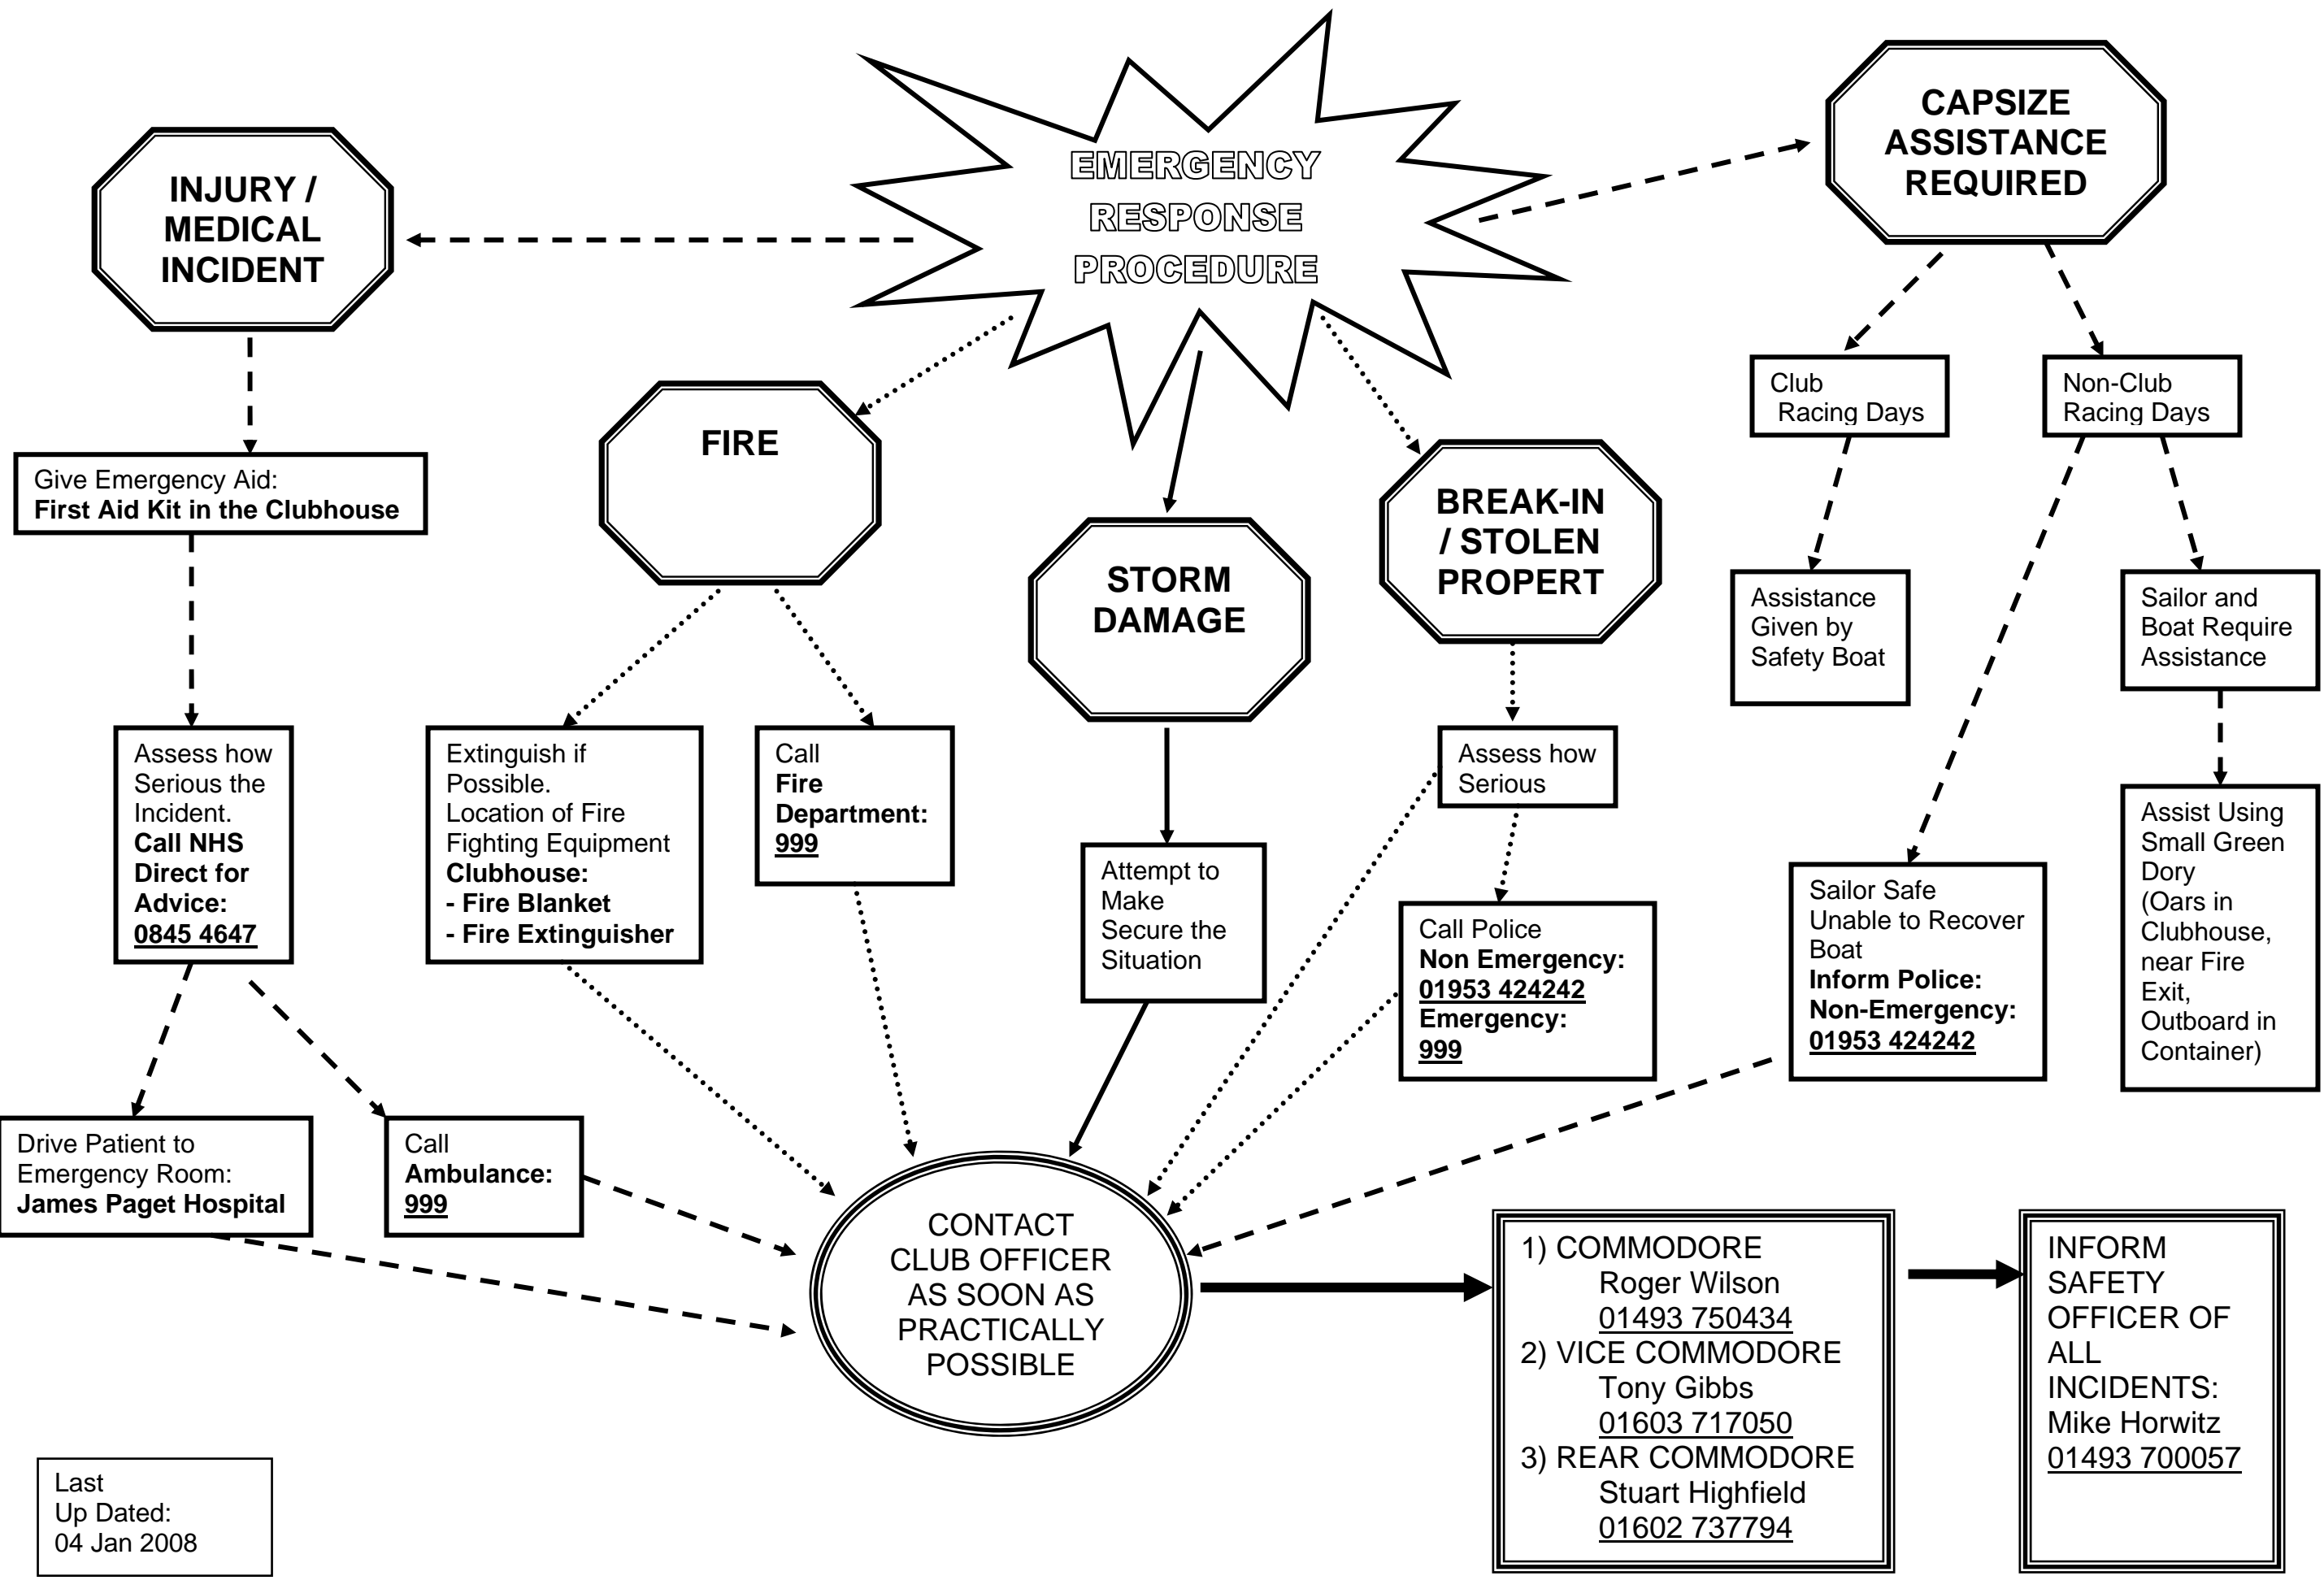 EMERGENCY
RESPONSE
PROCEDURE
INJURY /
MEDICAL
INCIDENT
Give Emergency Aid:
First Aid Kit in the Clubhouse
Assess how
Serious the
Incident.
Call NHS
Direct for
Advice:
0845 4647
Drive Patient to
Emergency Room:
James Paget Hospital
Call
Ambulance:
999
FIRE
Extinguish if
Possible.
Location of Fire
Fighting Equipment
Clubhouse:
- Fire Blanket
- Fire Extinguisher
Call
Fire
Department:
999
STORM
DAMAGE
Attempt to
Make
Secure the
Situation
BREAK-IN
/ STOLEN
PROPERT
Assess how
Serious
Call Police
Non Emergency:
01953 424242
Emergency:
999
CAPSIZE
ASSISTANCE
REQUIRED
Club
Racing Days
Assistance
Given by
Safety Boat
Non-Club
Racing Days
Sailor Safe
Unable to Recover
Boat
Inform Police:
Non-Emergency:
01953 424242
Sailor and
Boat Require
Assistance
Assist Using
Small Green
Dory
(Oars in
Clubhouse,
near Fire
Exit,
Outboard in
Container)
CONTACT
CLUB OFFICER
AS SOON AS
PRACTICALLY
POSSIBLE
1) COMMODORE
Roger Wilson
01493 750434
2) VICE COMMODORE
Tony Gibbs
01603 717050
3) REAR COMMODORE
Stuart Highfield
01602 737794
INFORM
SAFETY
OFFICER OF
ALL
INCIDENTS:
Mike Horwitz
01493 700057
Last
Up Dated:
04 Jan 2008